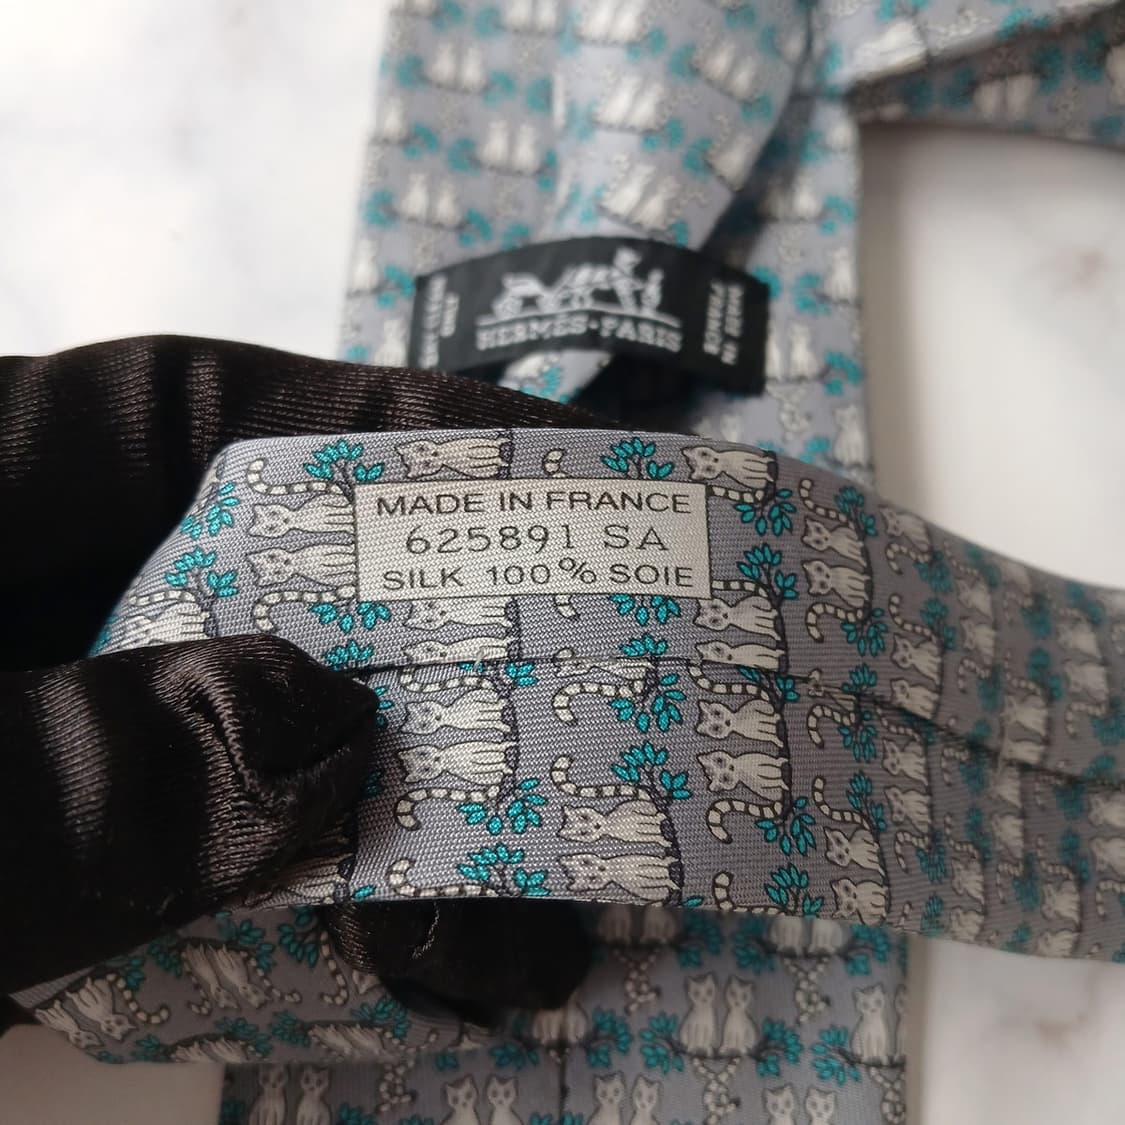 HERMES-PARIS
MADE IN FRANCE
625891 SA
SILK 100% SOIE